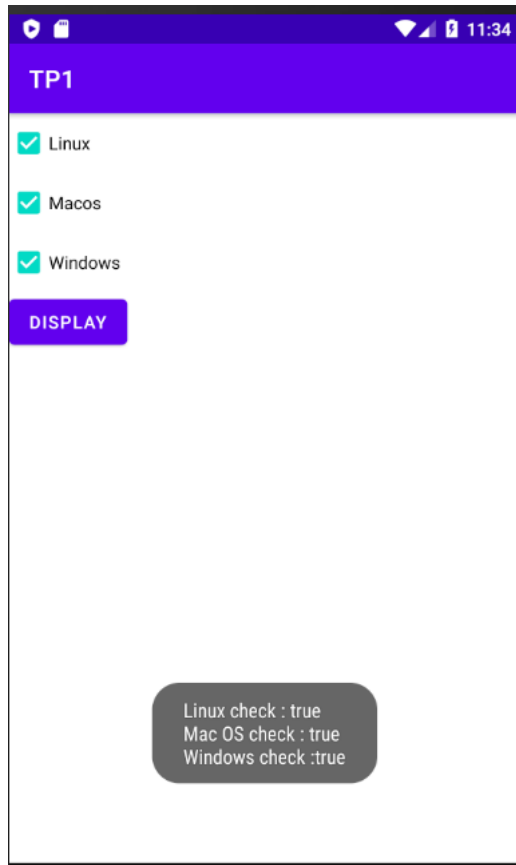 11:34
TP1
Linux
Macos
Windows
DISPLAY
Linux check : true
Mac OS check : true
Windows check :true